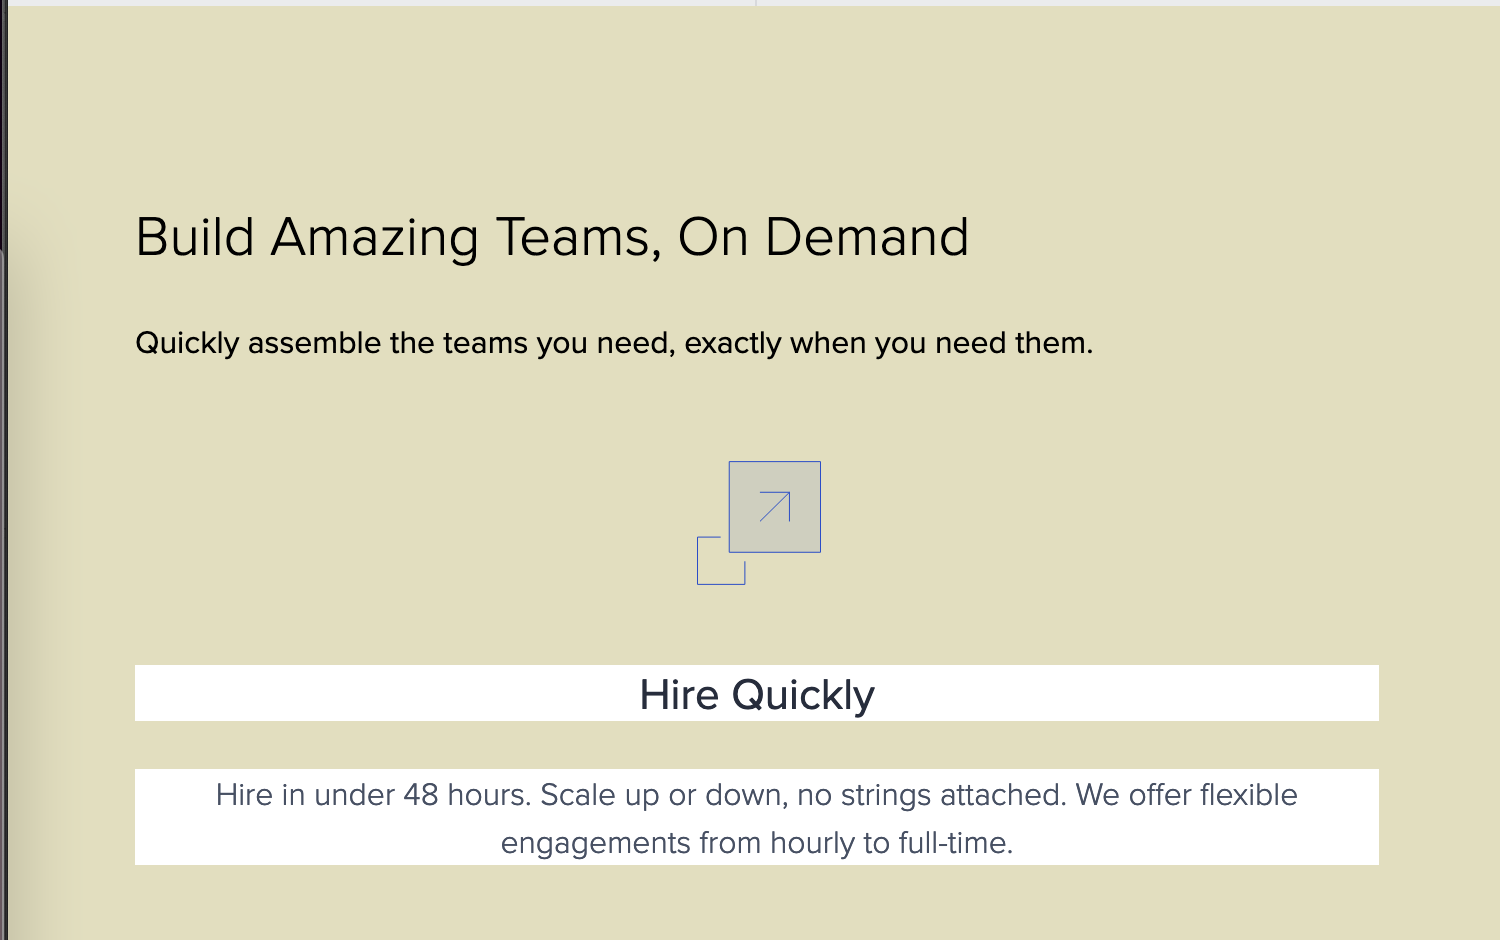 Build Amazing Teams, On Demand
Quickly assemble the teams you need, exactly when you need them.
Hire Quickly
Hire in under 48 hours. Scale up or down, no strings attached. We offer flexible
engagements from hourly to full-time.